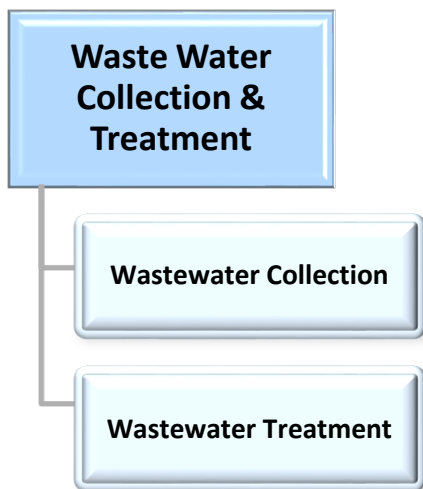 Waste Water
Collection &
Treatment
Wastewater Collection
Wastewater Treatment